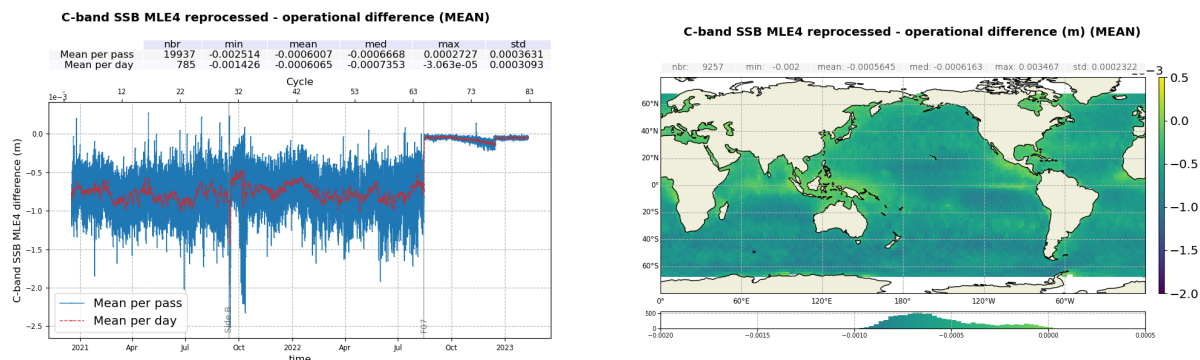 C-band SSB MLE4 reprocessed - operational difference (MEAN)
nbr min mean med max std
Mean per pass 19937 -0.002514 -0.0006007 -0.0006668 0.0002727 0.0003631
Mean per day 785 -0.001426 -0.0006065 -0.0007353 -3.063e-05 0.0003093
Cycle
2 12 22 32 42 53 63 73 83
1e-3
0.0
−0.5
−1.0
−1.5
−2.0
−2.5
C-band SSB MLE4 difference (m)
Mean per pass
Mean per day
Side B
F07
2021 Apr Jul Oct 2022 Apr Jul Oct 2023
time
C-band SSB MLE4 reprocessed - operational difference (m) (MEAN)
nbr: 9257 min: -0.002 mean: -0.0005645 med: -0.0006163 max: 0.003467 std: 0.0002322
60°N
40°N
20°N
0°
20°S
40°S
60°S
0° 60°E 120°E 180° 120°W 60°W
0.5
0.0
−0.5
−1.0
−1.5
−2.0
500
0
−0.0020 −0.0015 −0.0010 −0.0005 0.0000 0.0005